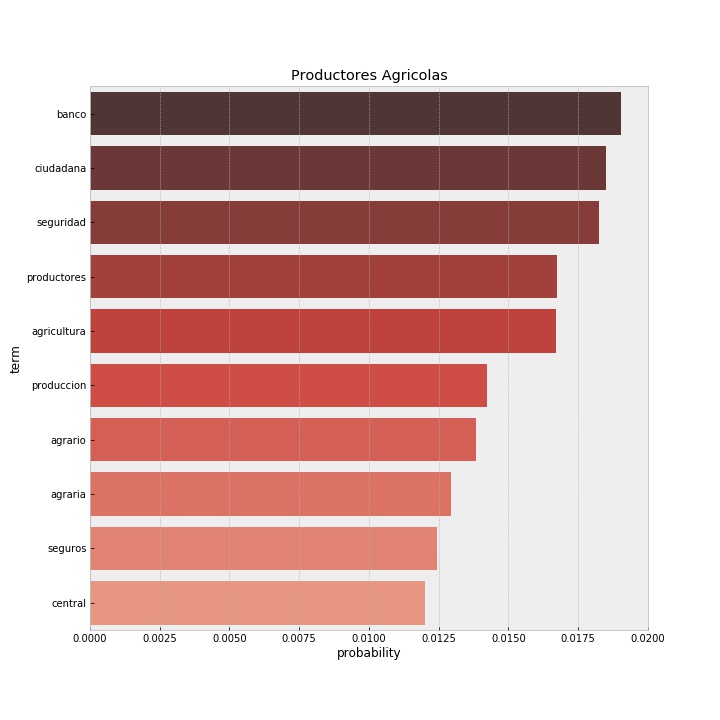 Productores Agricolas
banco
ciudadana
seguridad
productores
agricultura
produccion
agrario
agraria
seguros
central
term
0.0000 0.0025 0.0050 0.0075 0.0100 0.0125 0.0150 0.0175 0.0200
probability